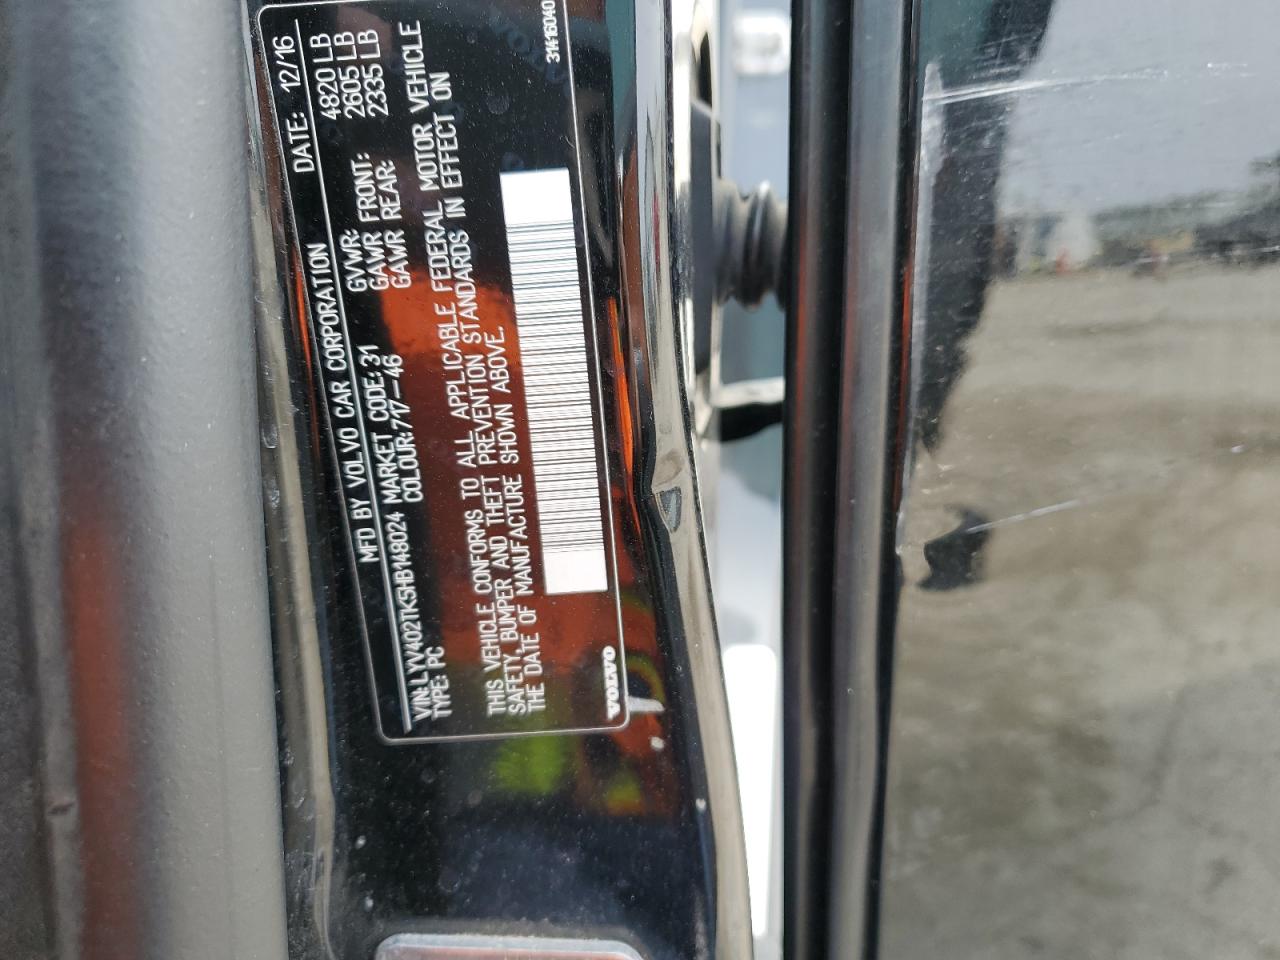 MFD BY VOLVO CAR CORPORATION DATE: 12/16
VIN: LYV402TK5HB148024 MARKET CODE: 31 GVWR: 4820 LB
TYPE: PC COLOUR: 717-46 GAWR FRONT: 2605 LB
GAWR REAR: 2335 LB
THIS VEHICLE CONFORMS TO ALL APPLICABLE FEDERAL MOTOR VEHICLE
SAFETY, BUMPER AND THEFT PREVENTION STANDARDS IN EFFECT ON
THE DATE OF MANUFACTURE SHOWN ABOVE.
VOLVO
31416040